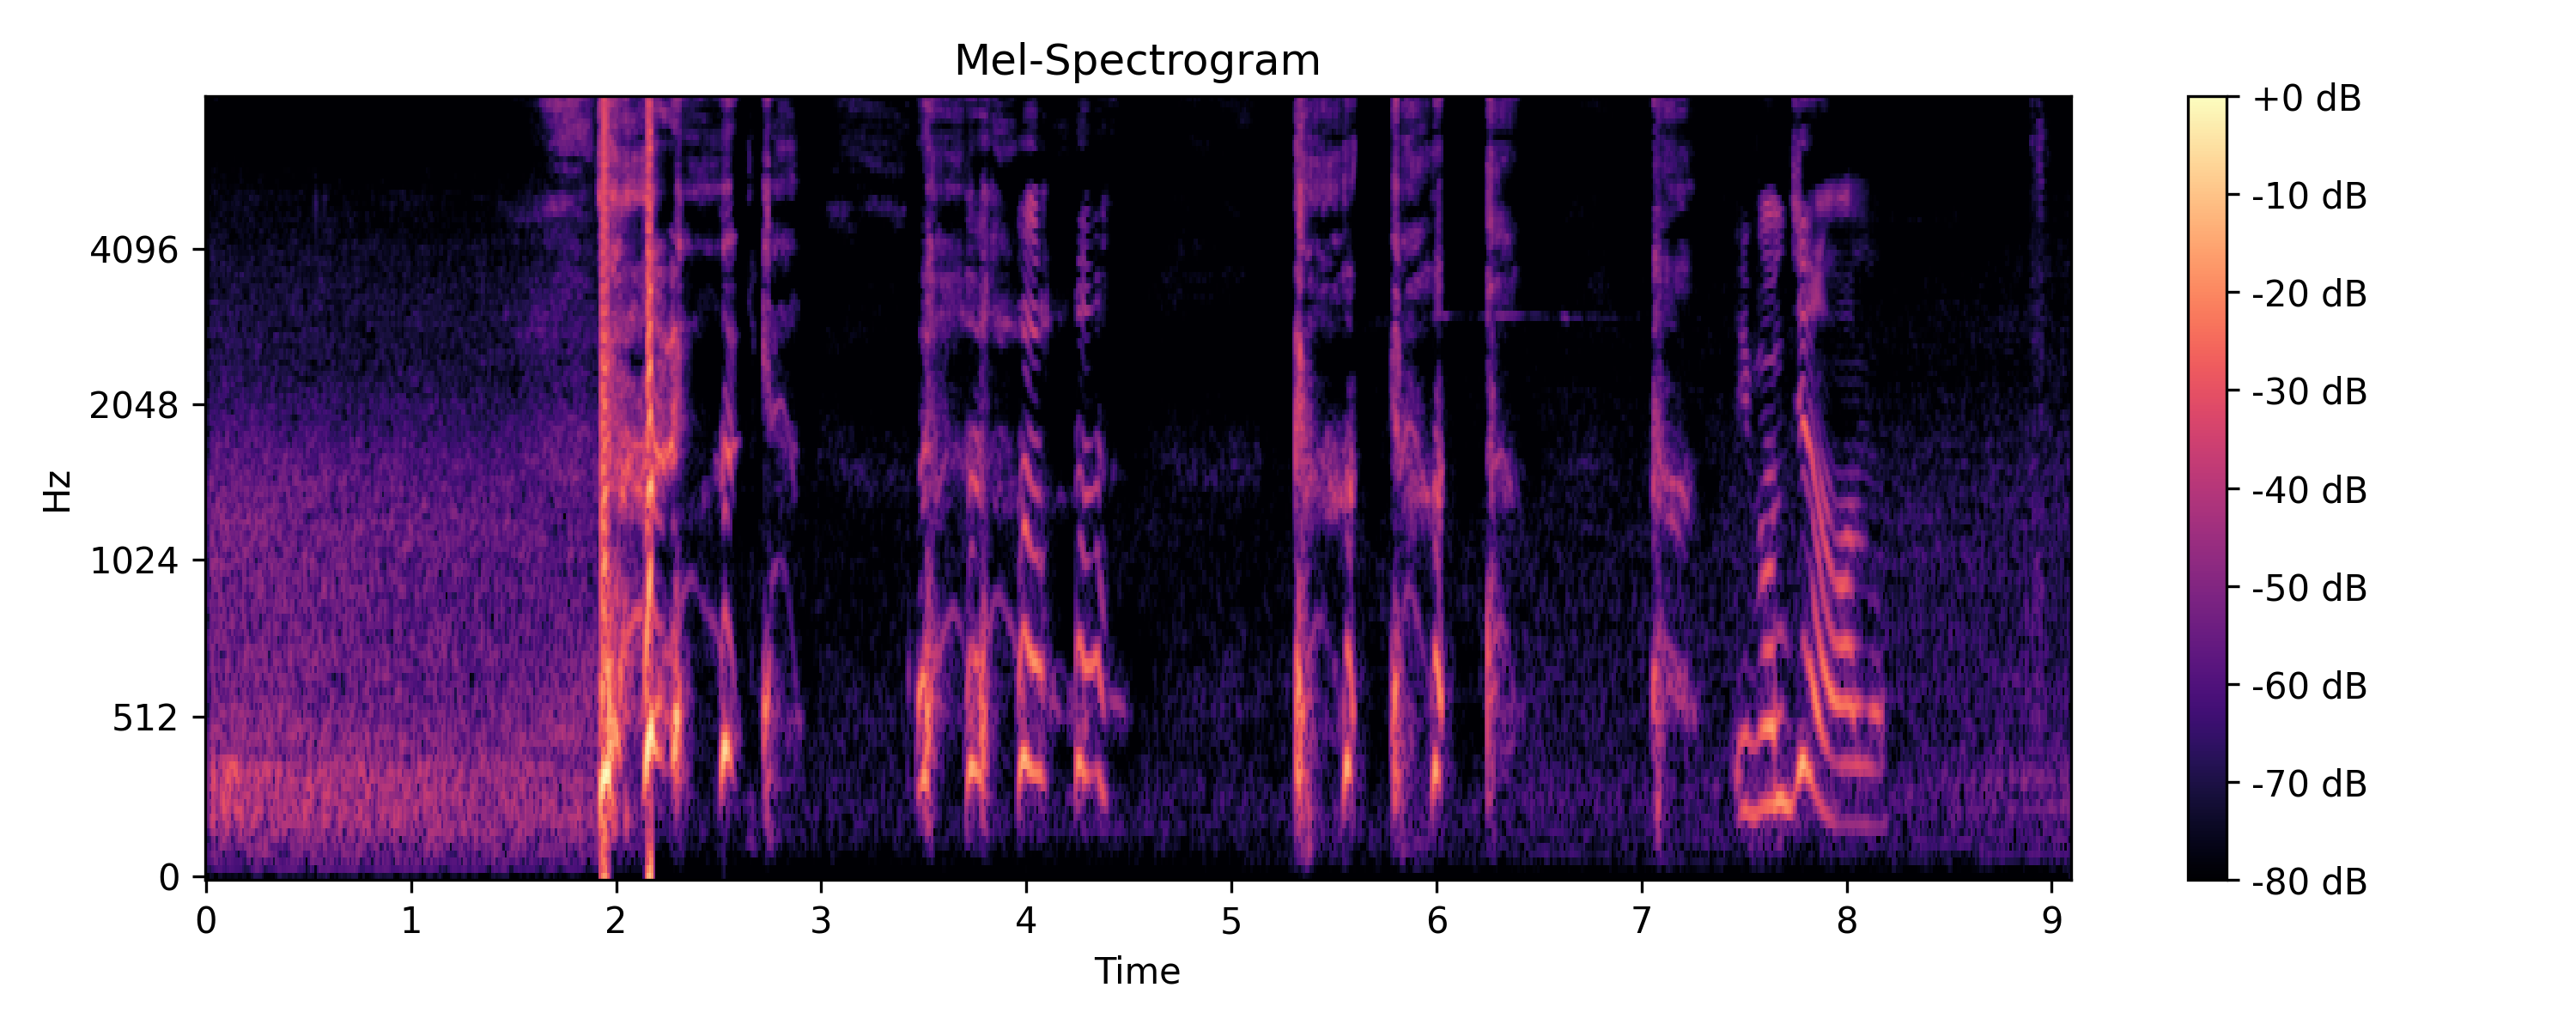 Mel-Spectrogram
Hz
4096
2048
1024
512
0
0 1 2 3 4 5 6 7 8 9
Time
+0 dB
-10 dB
-20 dB
-30 dB
-40 dB
-50 dB
-60 dB
-70 dB
-80 dB